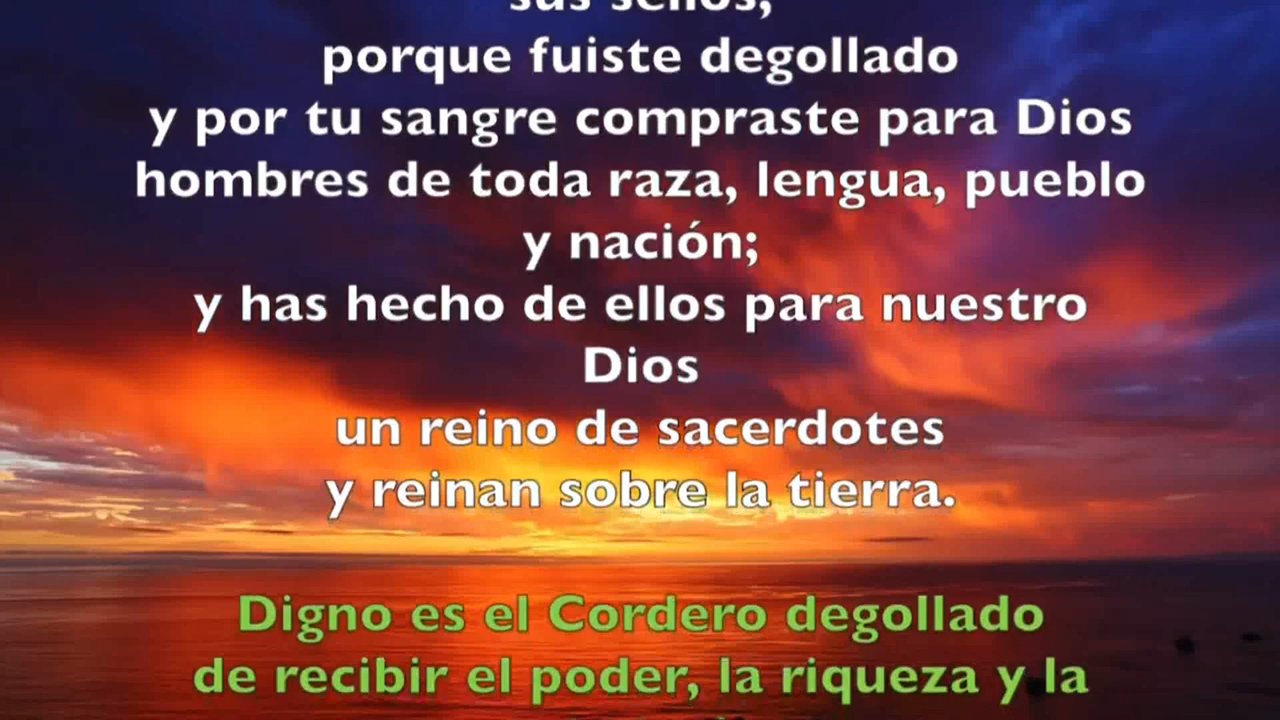 sus sellos,
porque fuiste degollado
y por tu sangre compraste para Dios
hombres de toda raza, lengua, pueblo
y nación;
y has hecho de ellos para nuestro
Dios
un reino de sacerdotes
y reinan sobre la tierra.
Digno es el Cordero degollado
de recibir el poder, la riqueza y la